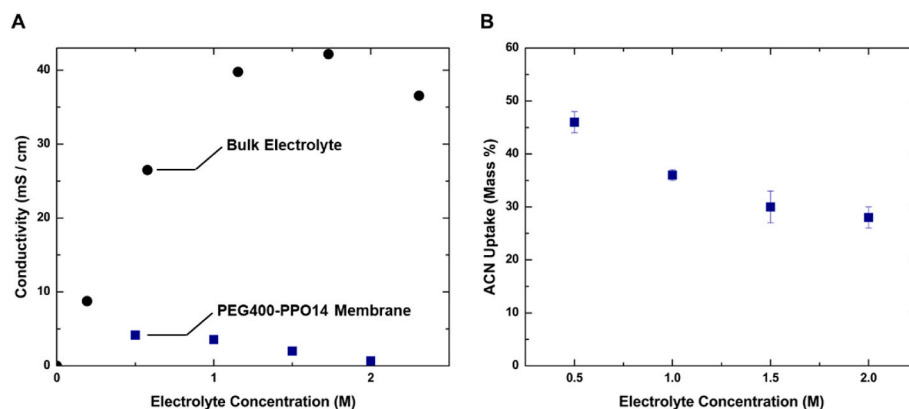 A
B
Conductivity (mS / cm)
40
30
20
10
0
Bulk Electrolyte
PEG400-PPO14 Membrane
0
1
2
Electrolyte Concentration (M)
ACN Uptake (Mass %)
60
50
40
30
20
10
0
0.5
1.0
1.5
2.0
Electrolyte Concentration (M)